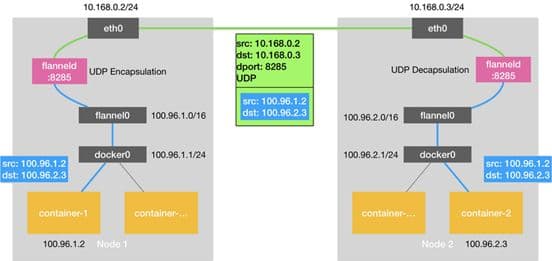 10.168.0.2/24
10.168.0.3/24
eth0
eth0
src: 10.168.0.2
dst: 10.168.0.3
dport: 8285
UDP
flanneld
:8285
UDP Encapsulation
UDP Decapsulation
flanneld
:8285
src: 100.96.1.2
dst: 100.96.2.3
flannel0
100.96.1.0/16
100.96.2.0/16
flannel0
docker0
100.96.1.1/24
100.96.2.1/24
docker0
src: 100.96.1.2
dst: 100.96.2.3
src: 100.96.1.2
dst: 100.96.2.3
container-1
container-...
container-...
container-2
100.96.1.2
Node 1
Node 2
100.96.2.3